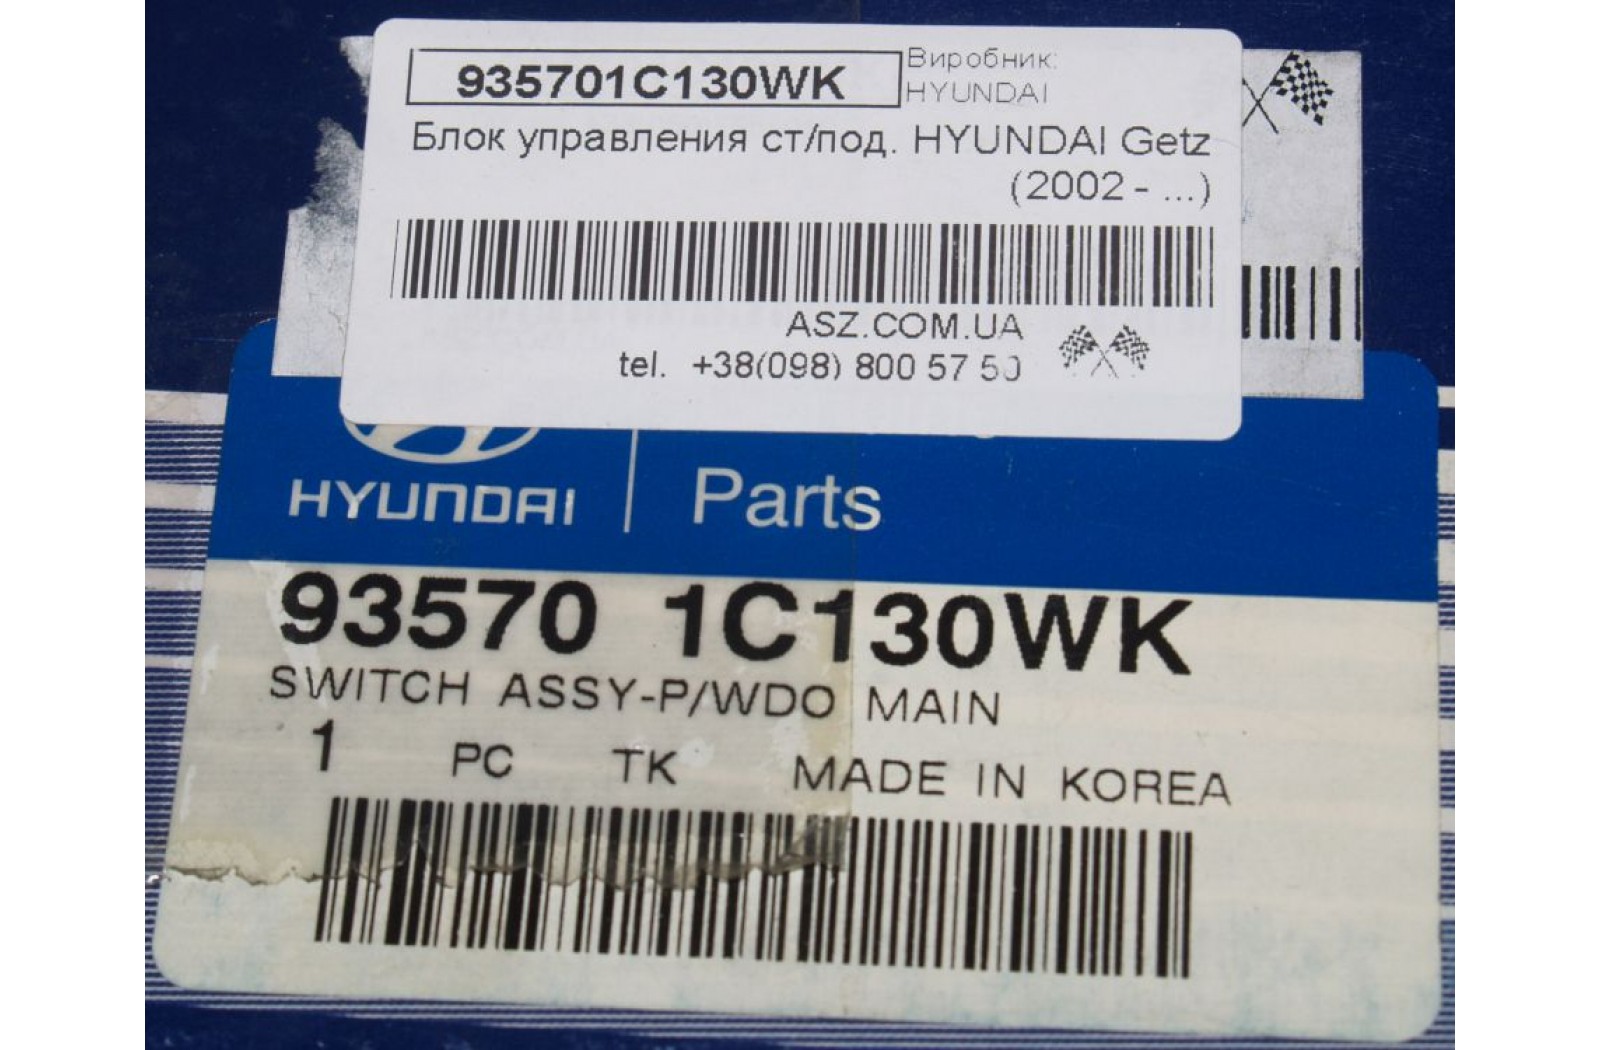 935701C130WK
Виробник:
HYUNDAI
Блок управления ст/под. HYUNDAI Getz
(2002 - ...)
ASZ.COM.UA
tel. +38(098) 800 57 50
HYUNDAI
Parts
93570 1C130WK
SWITCH ASSY-P/WDO MAIN
1 PC TK MADE IN KOREA